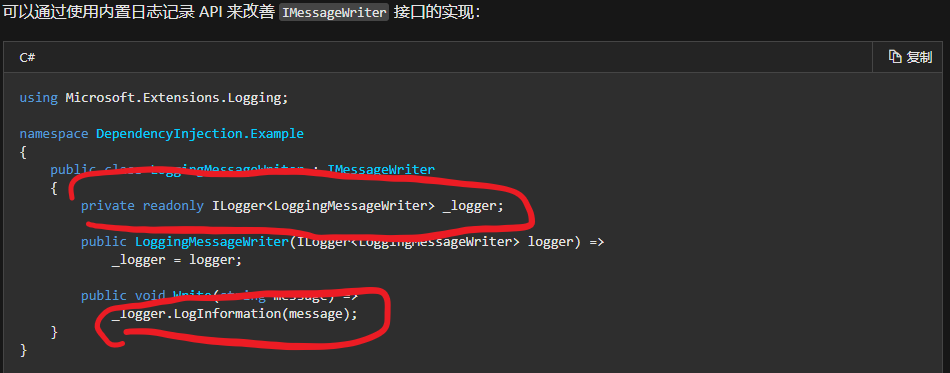 可以通过使用内置日志记录 API 来改善 IMessageWriter 接口的实现：
C#
复制
using Microsoft.Extensions.Logging;
namespace DependencyInjection.Example
{
public class LoggingMessageWriter : IMessageWriter
{
private readonly ILogger<LoggingMessageWriter> _logger;
public LoggingMessageWriter(ILogger<LoggingMessageWriter> logger) =>
_logger = logger;
public void Write(string message) =>
_logger.LogInformation(message);
}
}